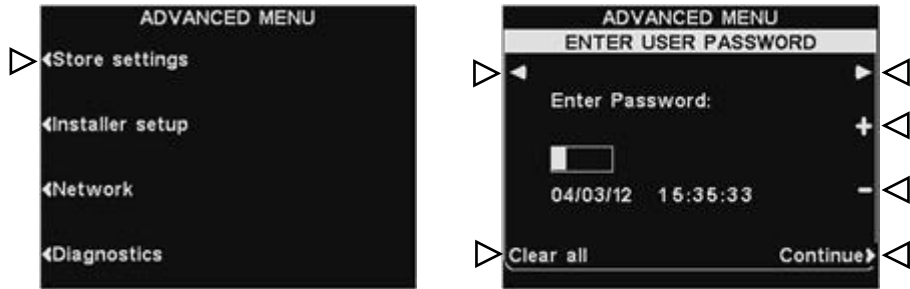 ADVANCED MENU
Store settings
Installer setup
Network
Diagnostics
ADVANCED MENU
ENTER USER PASSWORD
Enter Password:
+
04/03/12 15:35:33 -
Clear all Continue